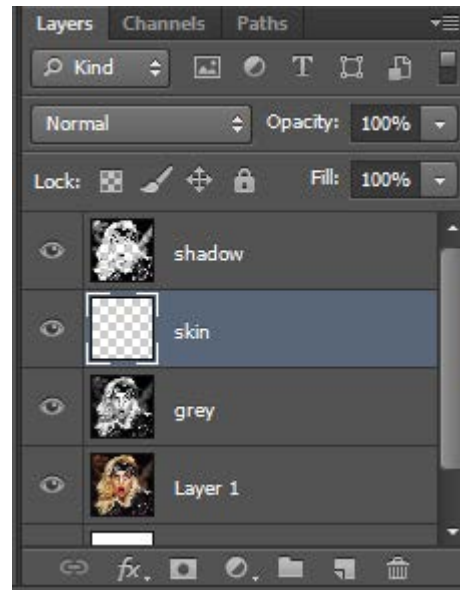 Layers Channels Paths
Kind T
Normal Opacity: 100%
Lock: Fill: 100%
shadow
skin
grey
Layer 1
fx.